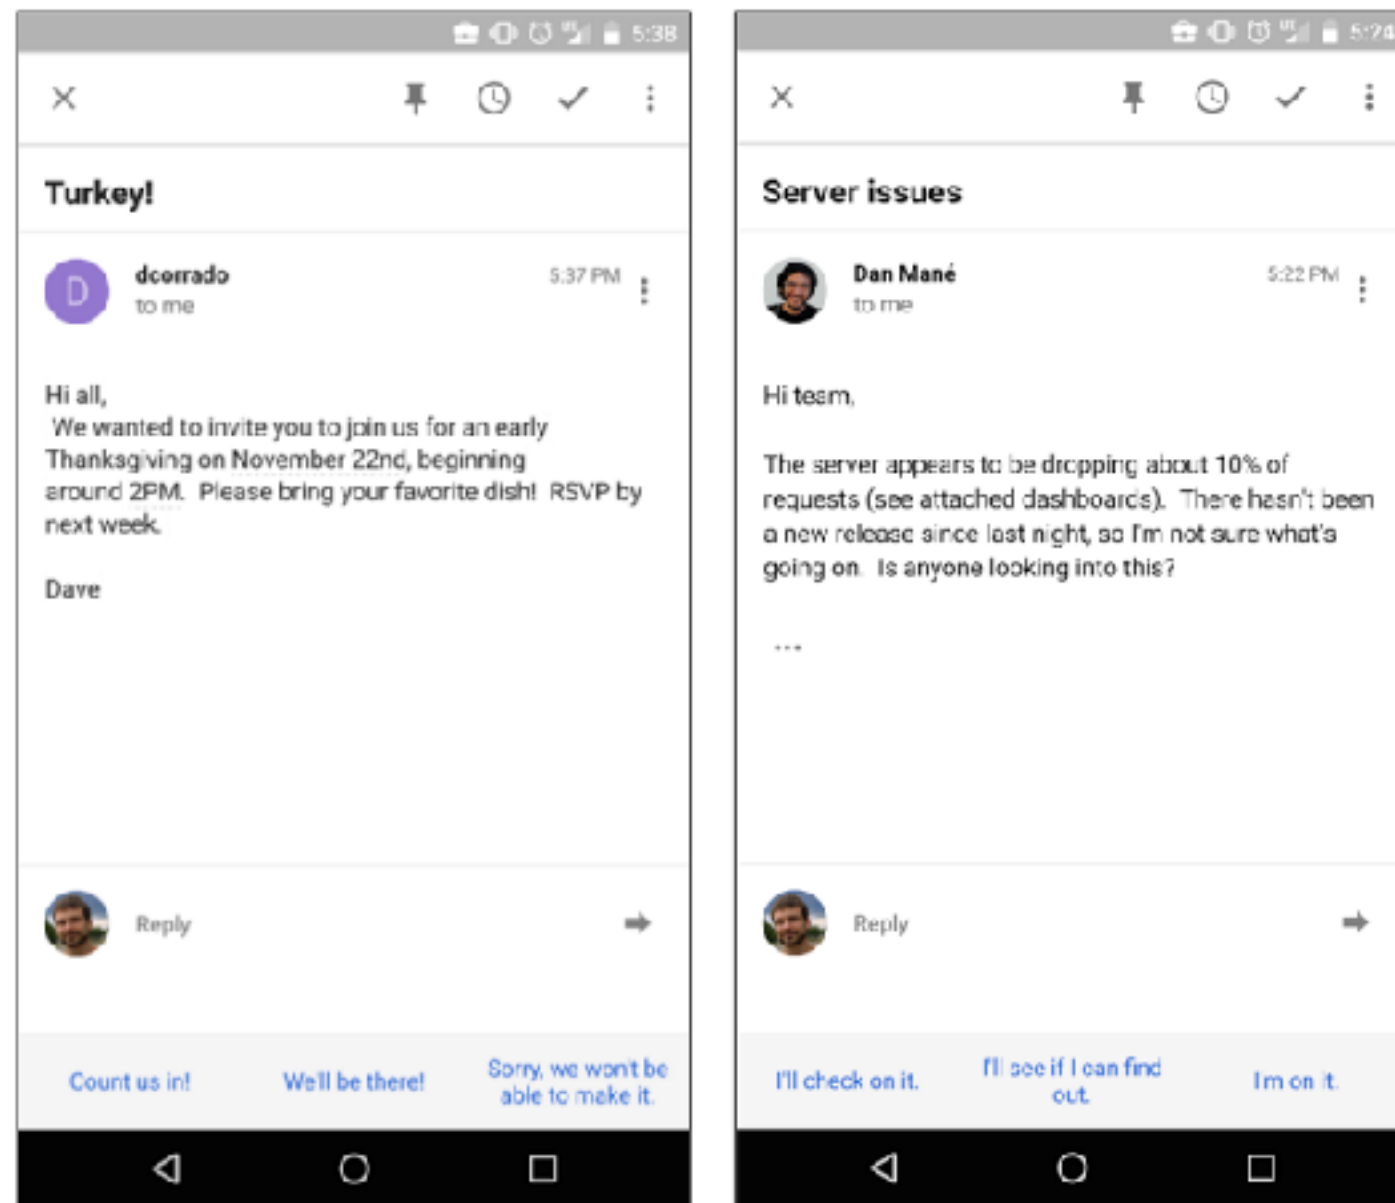 5:38
Turkey!
dcorrado
5:37 PM
to me
Hi all,
We wanted to invite you to join us for an early
Thanksgiving on November 22nd, beginning
around 2PM. Please bring your favorite dish! RSVP by
next week.
Dave
Reply
Count us in!
We'll be there!
Sorry, we won't be
able to make it.
5:24
Server issues
Dan Mané
5:22 PM
to me
Hi team,
The server appears to be dropping about 10% of
requests (see attached dashboards). There hasn't been
a new release since last night, so I'm not sure what's
going on. Is anyone looking into this?
...
Reply
I'll check on it.
I'll see if I can find
out.
I'm on it.